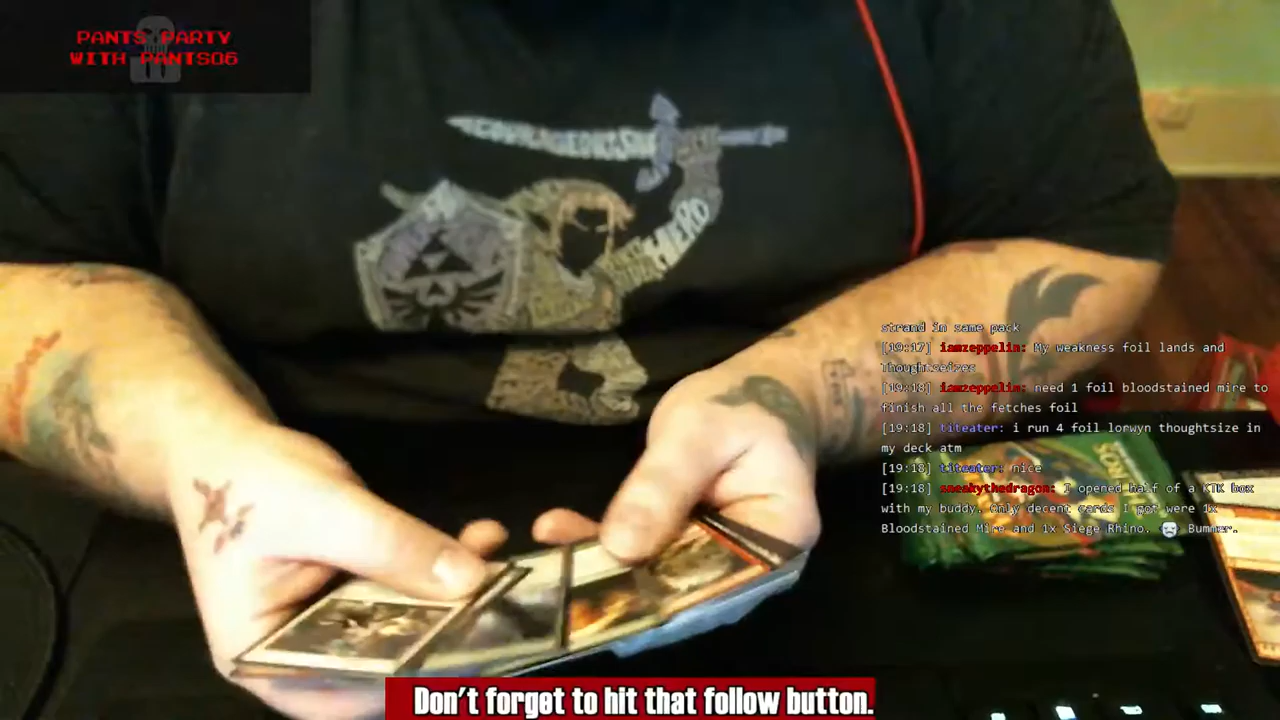 PANTS PARTY
WITH PANTS06
HERO
strand in same pack
[19:17] iamzeppelin: My weakness foil lands and
Thoughtseizes
[19:18] iamzeppelin: need 1 foil bloodstained mire to
finish all the fetches foil
[19:18] titeater: i run 4 foil lorwyn thoughtsize in
my deck atm
[19:18] titeater: nice
[19:18] sneakythedragon: I opened half of a KTK box
with my buddy. Only decent cards I got were 1x
Bloodstained Mire and 1x Siege Rhino. Bummer.
Don't forget to hit that follow button.